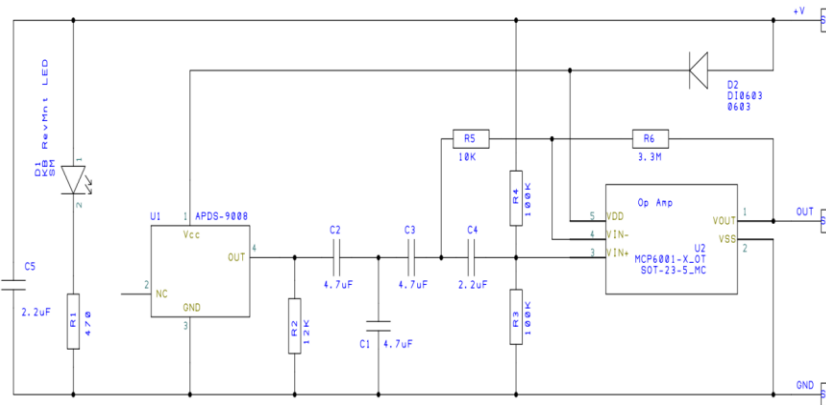 +V
D2
DI0603
0603
D1
KB RevMnt LED
SM
1
2
R5
10K
R6
3.3M
R4
100K
U1
APDS-9008
1
Vcc
OUT
4
2
NC
GND
3
C2
4.7uF
C3
4.7uF
C4
2.2uF
Op Amp
5
VDD
4
VIN-
3
VIN+
VOUT
1
VSS
2
U2
MCP6001-X_OT
SOT-23-5_MC
OUT
C5
2.2uF
R1
470
R2
12K
C1
4.7uF
R3
100K
GND